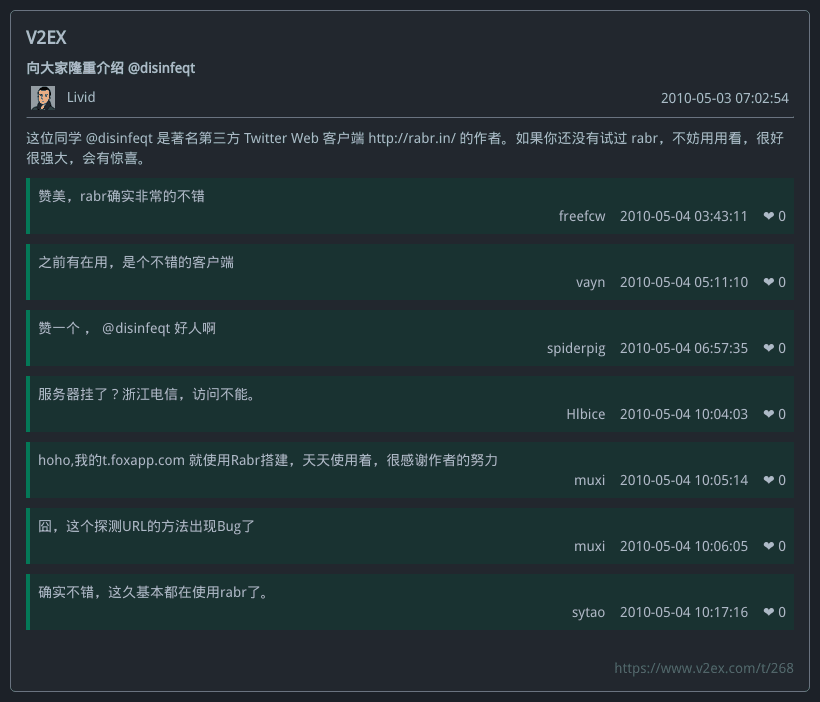 V2EX
向大家隆重介绍 @disinfeqt
Livid 2010-05-03 07:02:54
这位同学 @disinfeqt 是著名第三方 Twitter Web 客户端 http://rabr.in/ 的作者。如果你还没有试过 rabr，不妨用用看，很好
很强大，会有惊喜。
赞美，rabr确实非常的不错
freefcw 2010-05-04 03:43:11 ❤ 0
之前有在用，是个不错的客户端
vayn 2010-05-04 05:11:10 ❤ 0
赞一个 ， @disinfeqt 好人啊
spiderpig 2010-05-04 06:57:35 ❤ 0
服务器挂了？浙江电信，访问不能。
Hlbice 2010-05-04 10:04:03 ❤ 0
hoho,我的t.foxapp.com 就使用Rabr搭建，天天使用着，很感谢作者的努力
muxi 2010-05-04 10:05:14 ❤ 0
囧，这个探测URL的方法出现Bug了
muxi 2010-05-04 10:06:05 ❤ 0
确实不错，这久基本都在使用rabr了。
sytao 2010-05-04 10:17:16 ❤ 0
https://www.v2ex.com/t/268